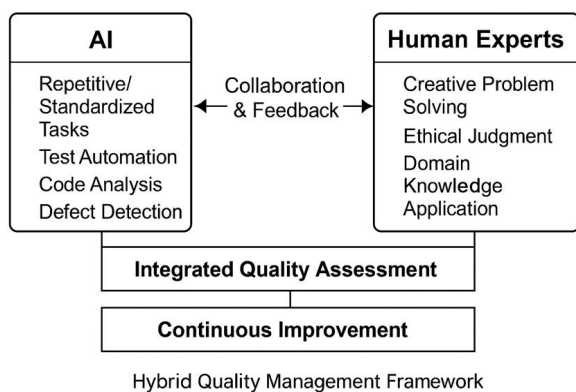 AI
Repetitive/
Standardized
Tasks
Test Automation
Code Analysis
Defect Detection
Collaboration
& Feedback
Human Experts
Creative Problem
Solving
Ethical Judgment
Domain
Knowledge
Application
Integrated Quality Assessment
Continuous Improvement
Hybrid Quality Management Framework